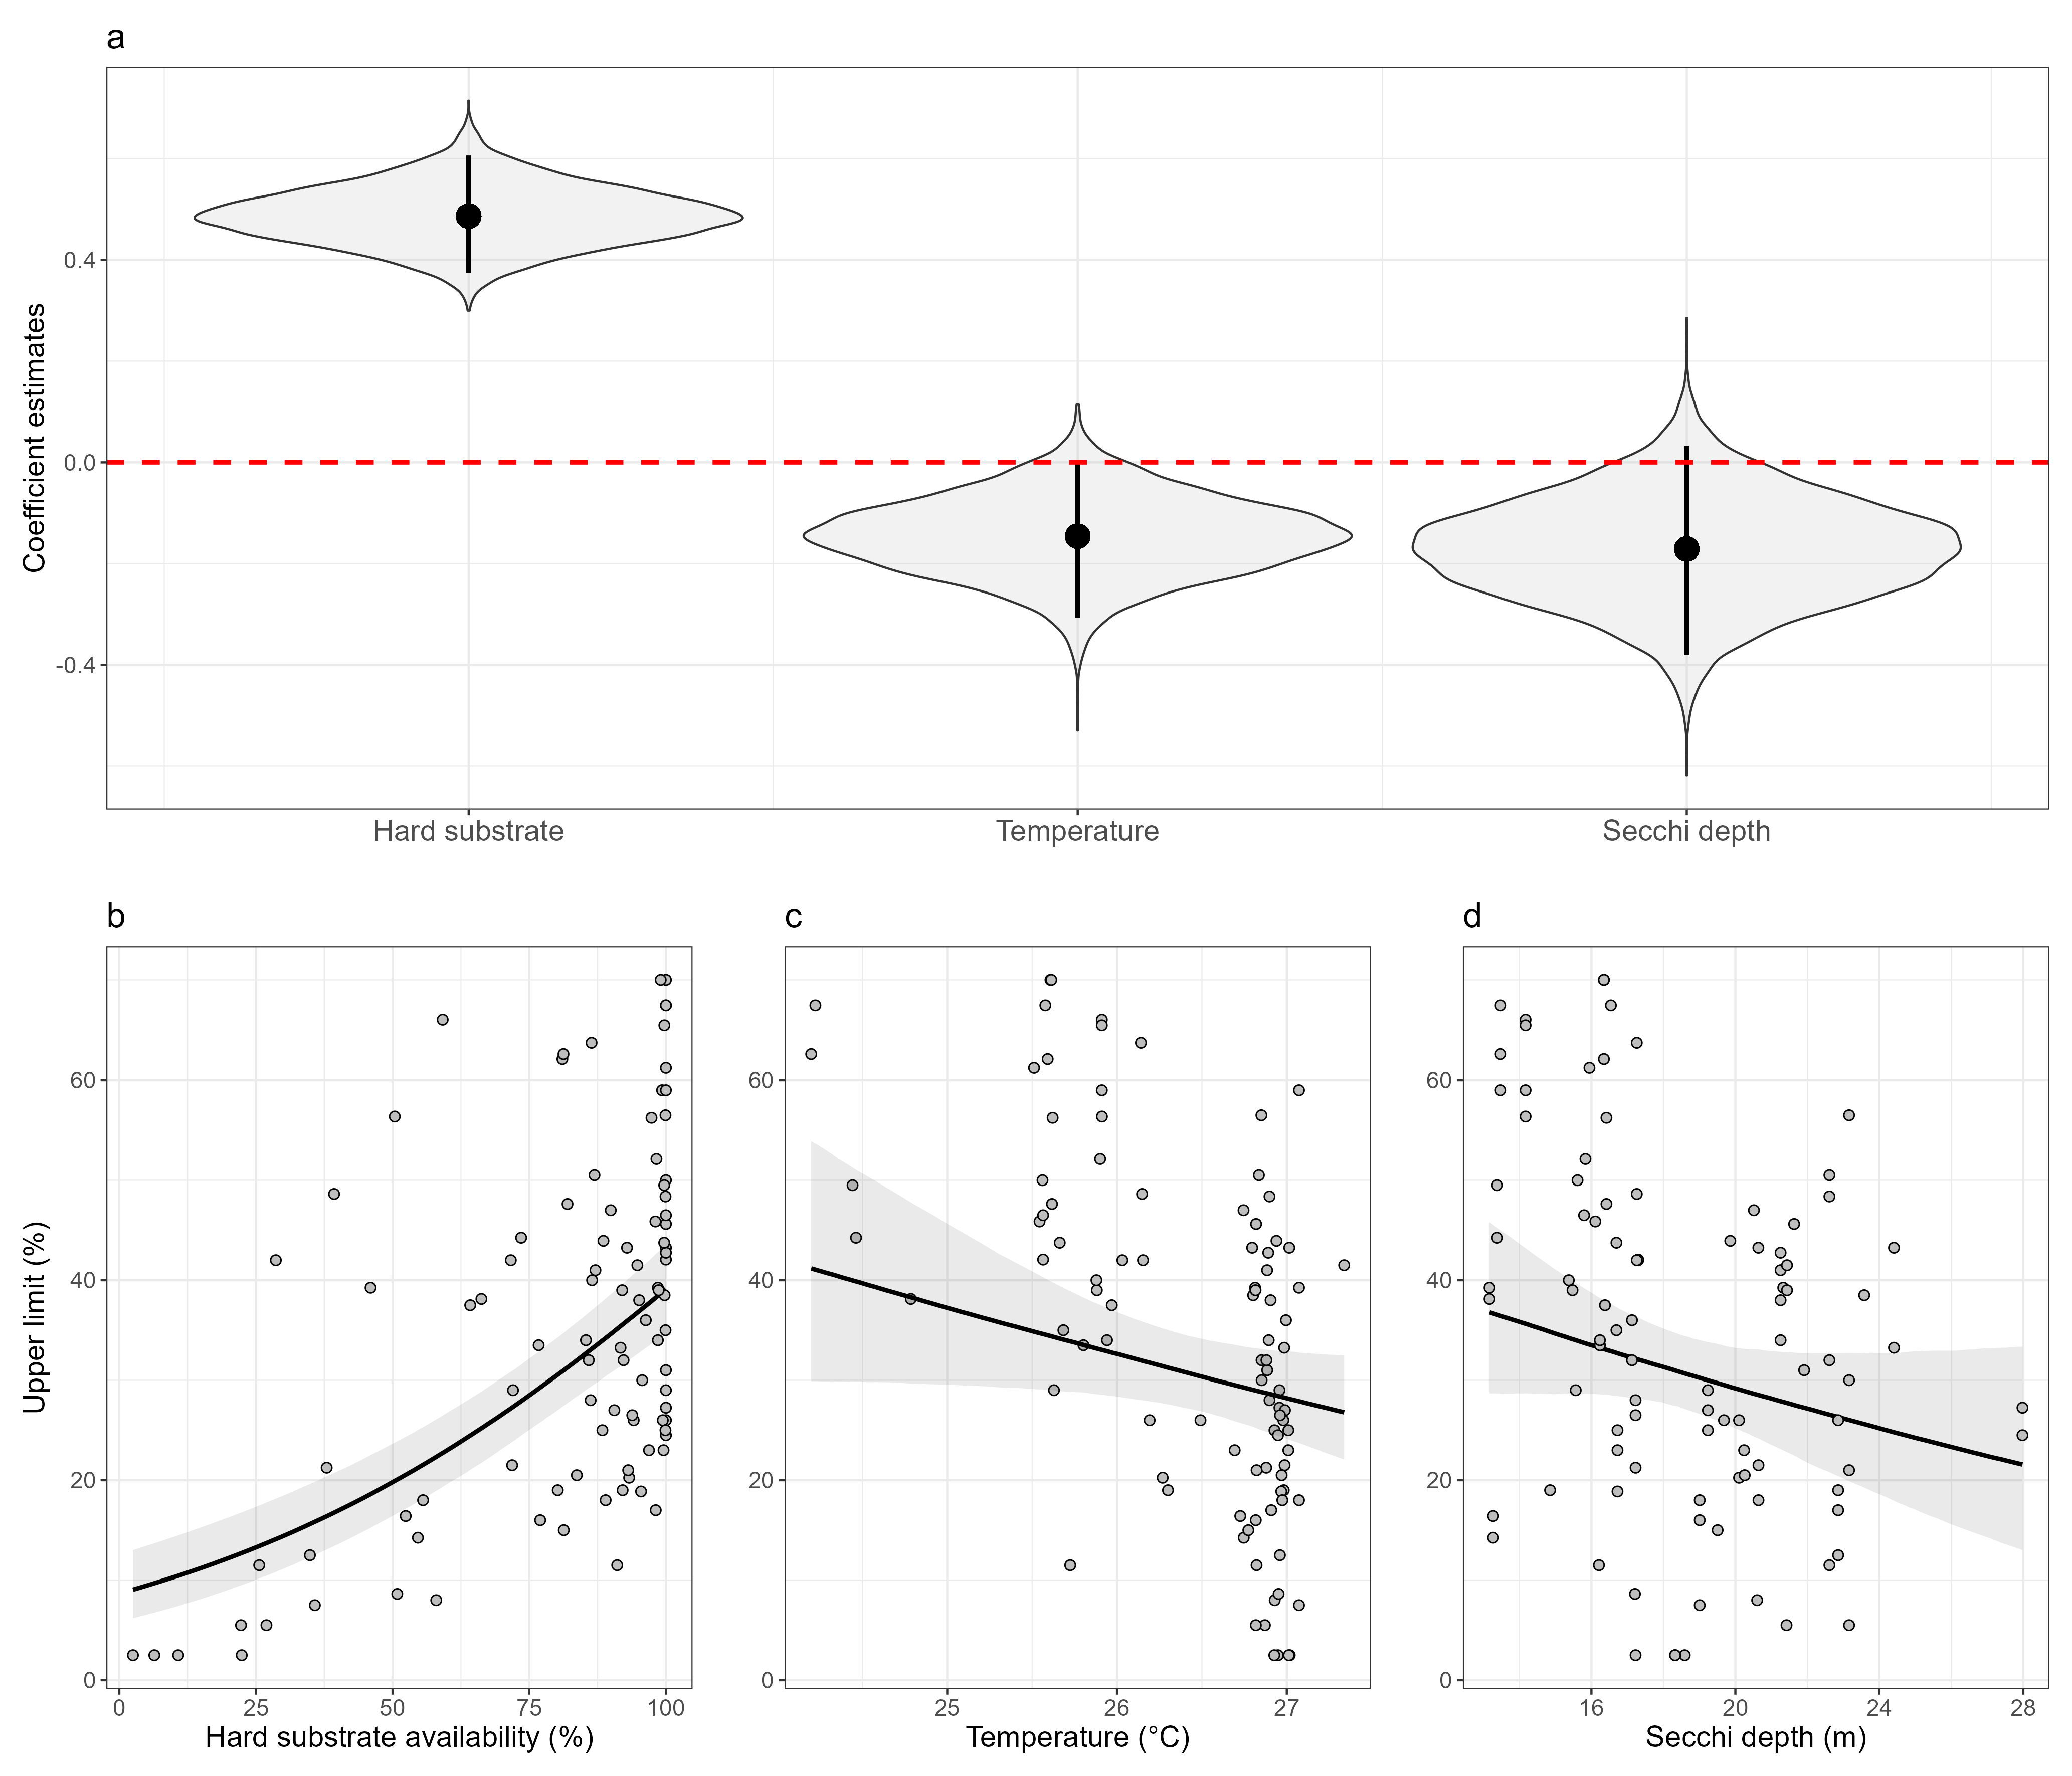 a
Coefficient estimates
0.4
0.0
-0.4
Hard substrate
Temperature
Secchi depth
b
c
d
Upper limit (%)
60
40
20
0
0 25 50 75 100
Hard substrate availability (%)
60
40
20
0
25 26 27
Temperature (°C)
60
40
20
0
16 20 24 28
Secchi depth (m)